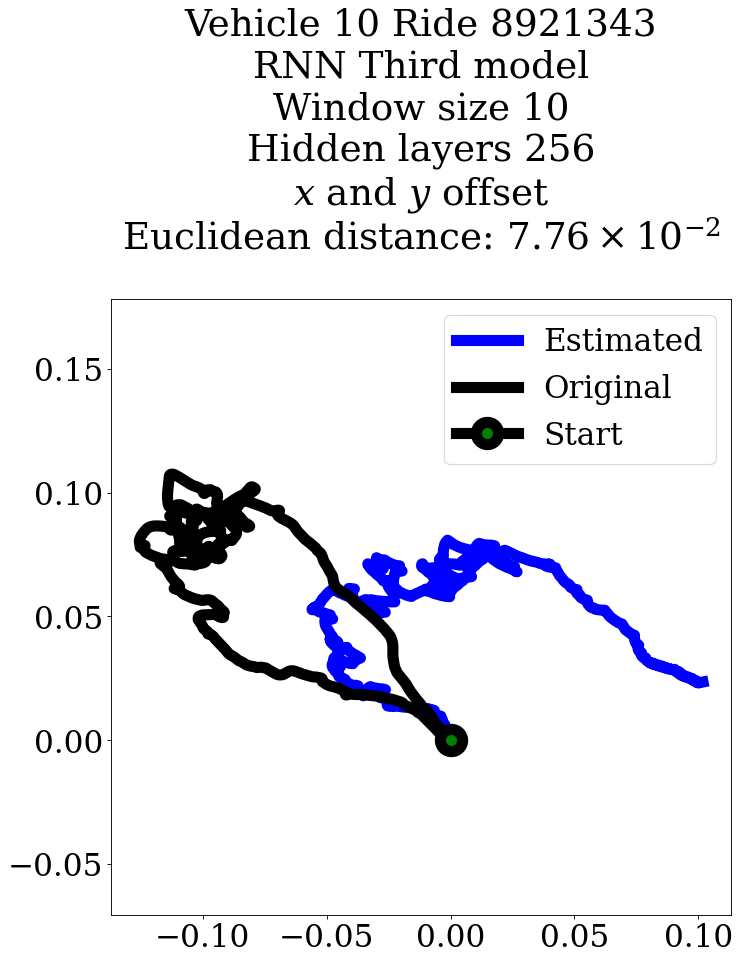 Vehicle 10 Ride 8921343
RNN Third model
Window size 10
Hidden layers 256
x and y offset
Euclidean distance: 7.76 × 10⁻²
Estimated
Original
Start
0.15
0.10
0.05
0.00
−0.05
−0.10 −0.05 0.00 0.05 0.10